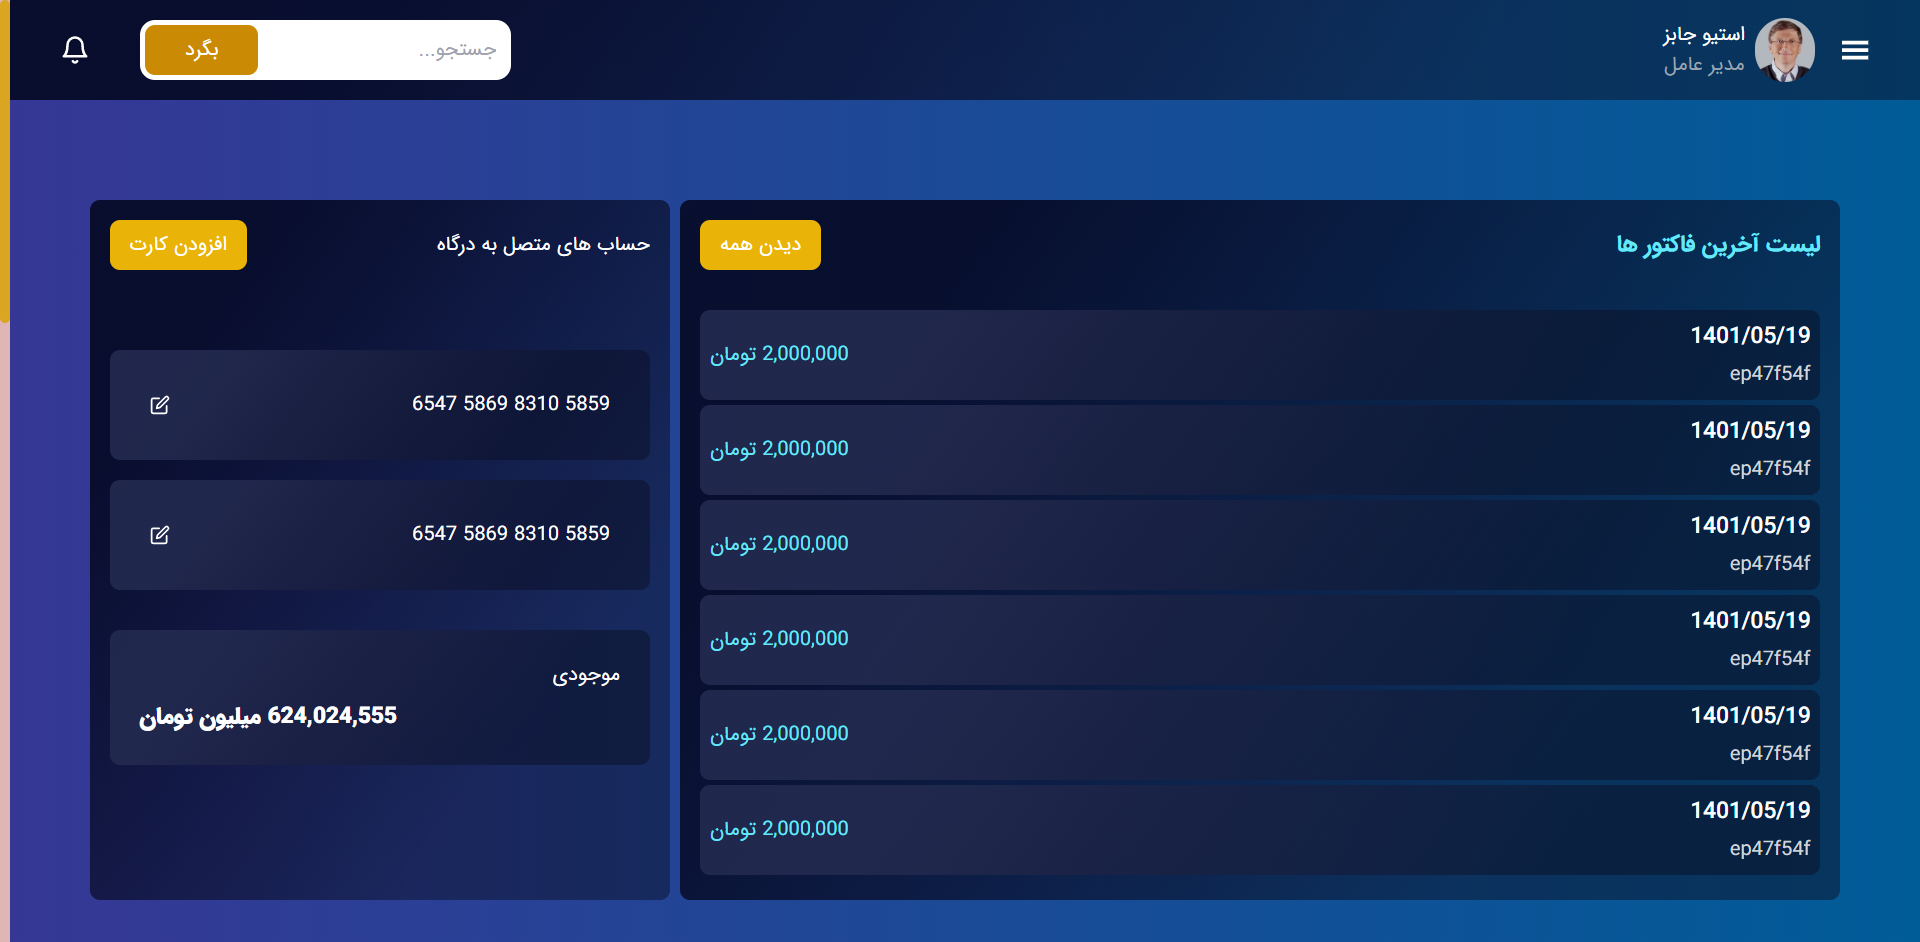 استیو جابز
مدیر عامل
جستجو...
بگرد
لیست آخرین فاکتور ها
دیدن همه
1401/05/19
ep47f54f
2,000,000 تومان
1401/05/19
ep47f54f
2,000,000 تومان
1401/05/19
ep47f54f
2,000,000 تومان
1401/05/19
ep47f54f
2,000,000 تومان
1401/05/19
ep47f54f
2,000,000 تومان
1401/05/19
ep47f54f
2,000,000 تومان
حساب های متصل به درگاه
افزودن کارت
6547 5869 8310 5859
6547 5869 8310 5859
موجودی
624,024,555 میلیون تومان